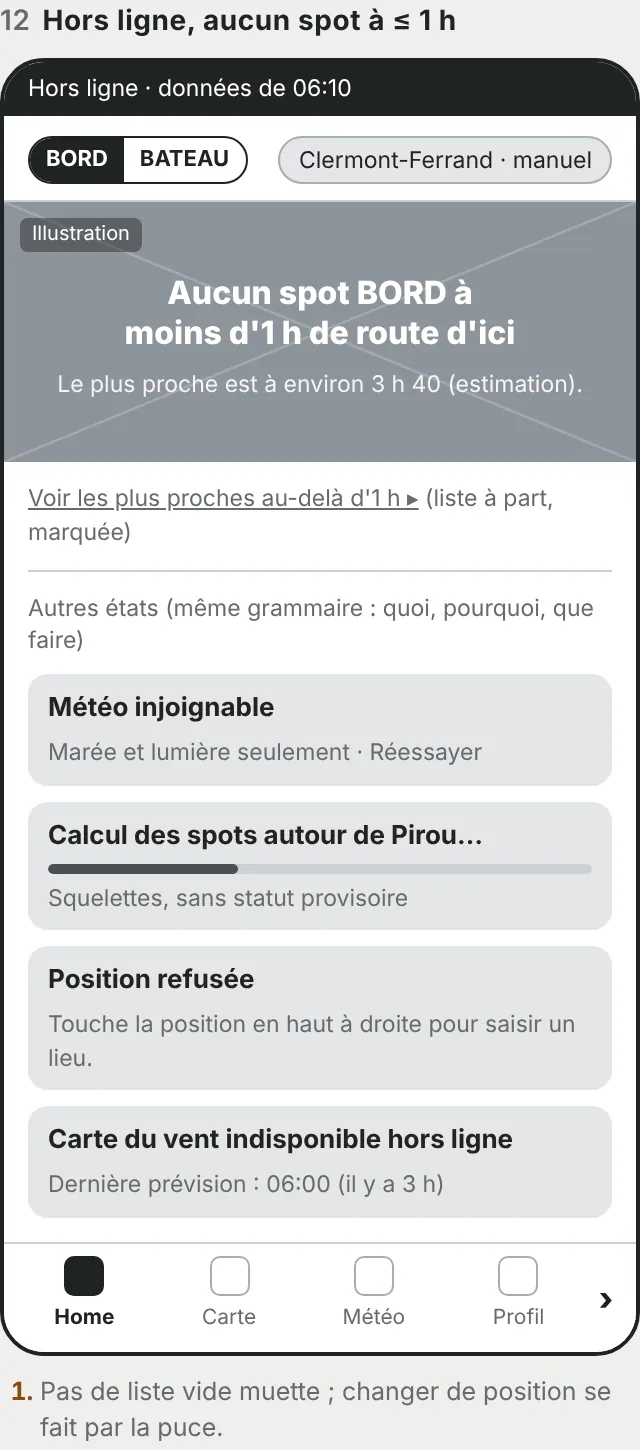 12 Hors ligne, aucun spot à ≤ 1 h
Hors ligne · données de 06:10
BORD BATEAU Clermont-Ferrand · manuel
Illustration
Aucun spot BORD à
moins d'1 h de route d'ici
Le plus proche est à environ 3 h 40 (estimation).
Voir les plus proches au-delà d'1 h ▸ (liste à part,
marquée)
Autres états (même grammaire : quoi, pourquoi, que
faire)
Météo injoignable
Marée et lumière seulement · Réessayer
Calcul des spots autour de Pirou…
Squelettes, sans statut provisoire
Position refusée
Touche la position en haut à droite pour saisir un
lieu.
Carte du vent indisponible hors ligne
Dernière prévision : 06:00 (il y a 3 h)
Home Carte Météo Profil ›
1. Pas de liste vide muette ; changer de position se
fait par la puce.